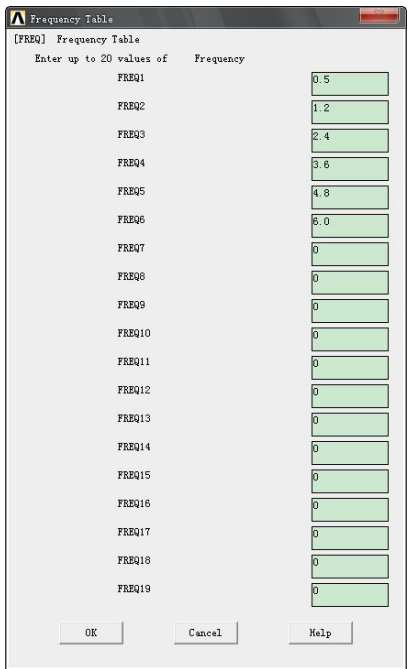 Frequency Table
[FREQ] Frequency Table
Enter up to 20 values of Frequency
FREQ1 0.5
FREQ2 1.2
FREQ3 2.4
FREQ4 3.6
FREQ5 4.8
FREQ6 6.0
FREQ7 0
FREQ8 0
FREQ9 0
FREQ10 0
FREQ11 0
FREQ12 0
FREQ13 0
FREQ14 0
FREQ15 0
FREQ16 0
FREQ17 0
FREQ18 0
FREQ19 0
OK Cancel Help